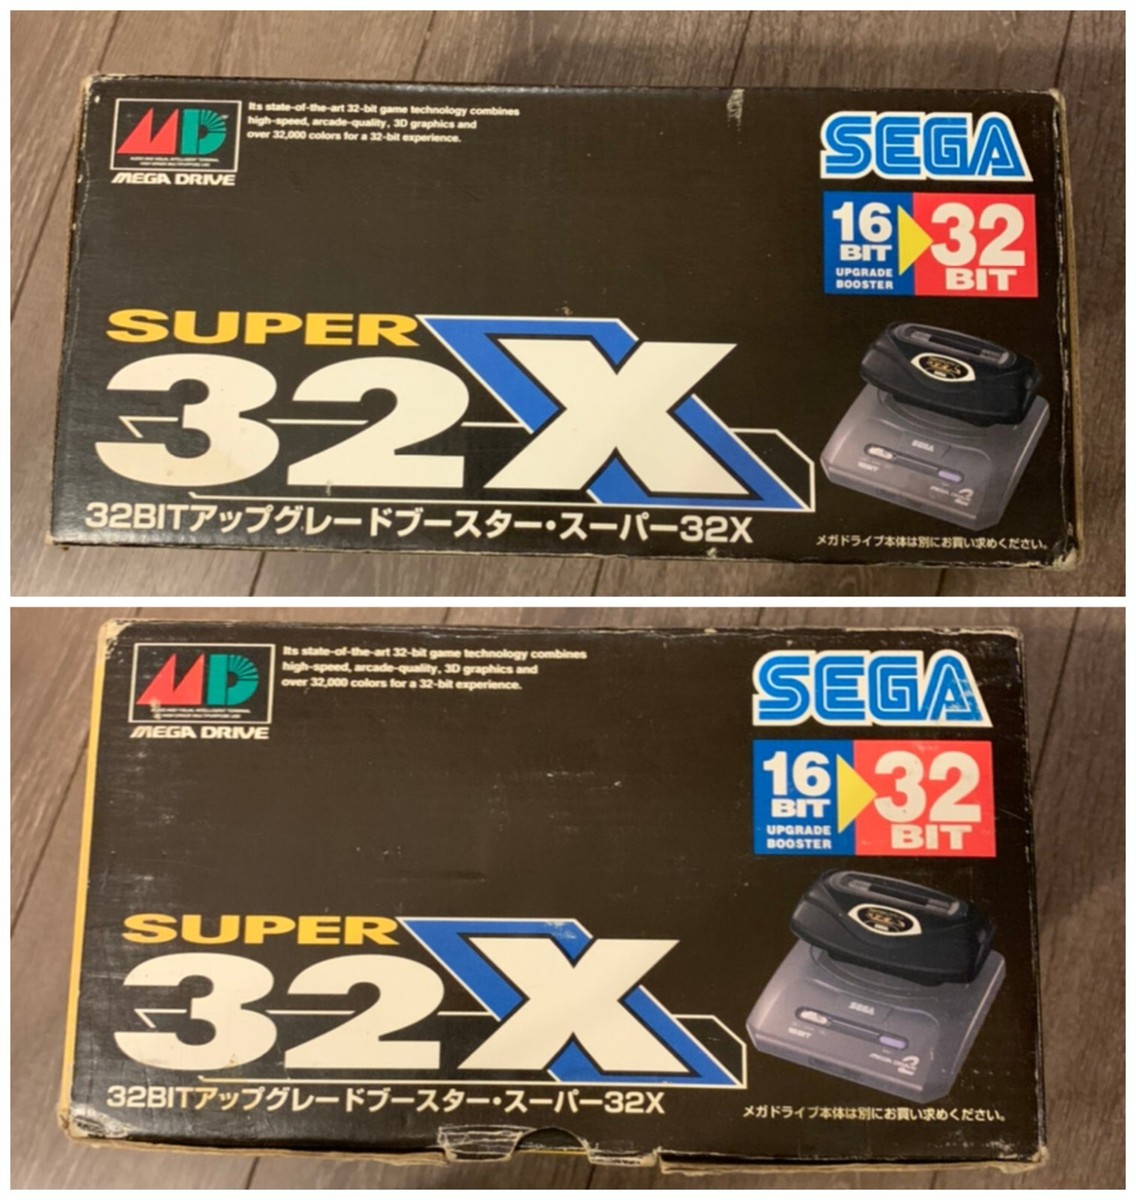 Its state-of-the-art 32-bit game technology combines
high-speed, arcade-quality, 3D graphics and
over 32,000 colors for a 32-bit experience.
MD
MEGA DRIVE
SEGA
16
BIT
UPGRADE
BOOSTER
32
BIT
SUPER
32X
SEGA
32BITアップグレードブースター・スーパー32X
メガドライブ本体は別にお買い求めください。
Its state-of-the-art 32-bit game technology combines
high-speed, arcade-quality, 3D graphics and
over 32,000 colors for a 32-bit experience.
MD
MEGA DRIVE
SEGA
16
BIT
UPGRADE
BOOSTER
32
BIT
SUPER
32X
SEGA
32BITアップグレードブースター・スーパー32X
メガドライブ本体は別にお買い求めください。